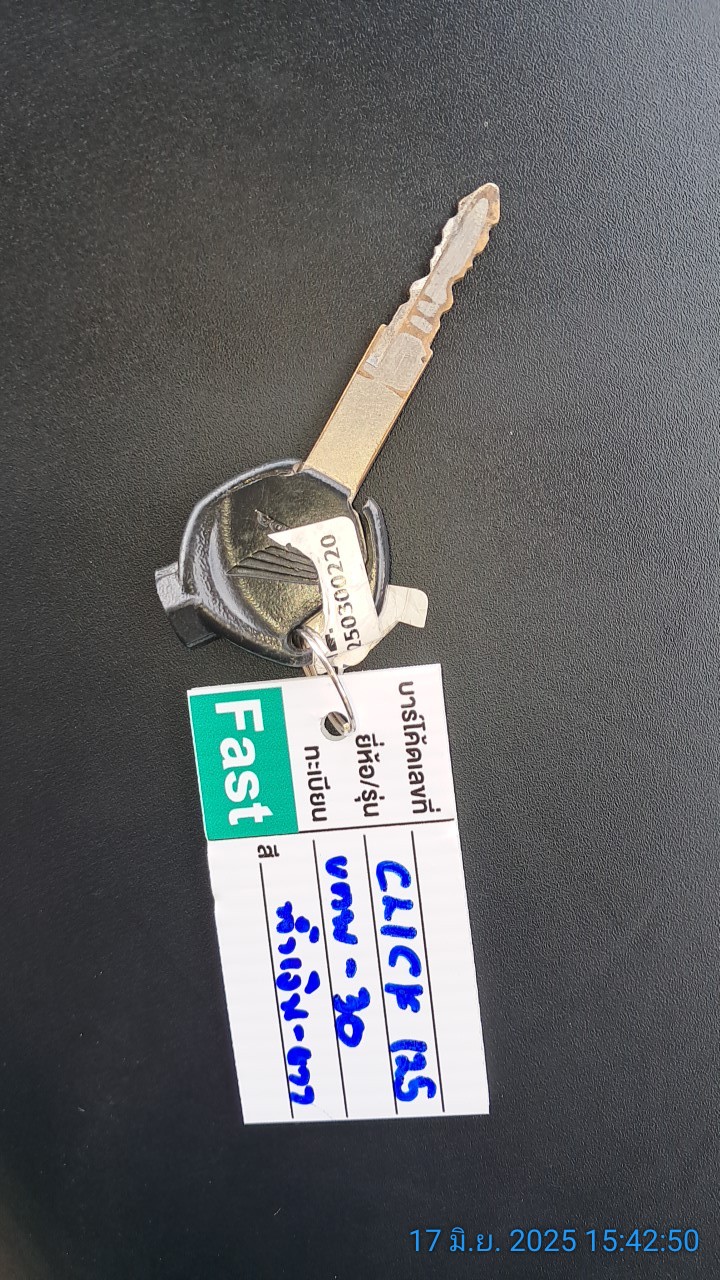 250300220
Fast
บาร์โค้ดเลขที่
ยี่ห้อ/รุ่น CLICK 125
ทะเบียน ขกพ-30
สี น้ำเงิน-เทา
17 มิ.ย. 2025 15:42:50